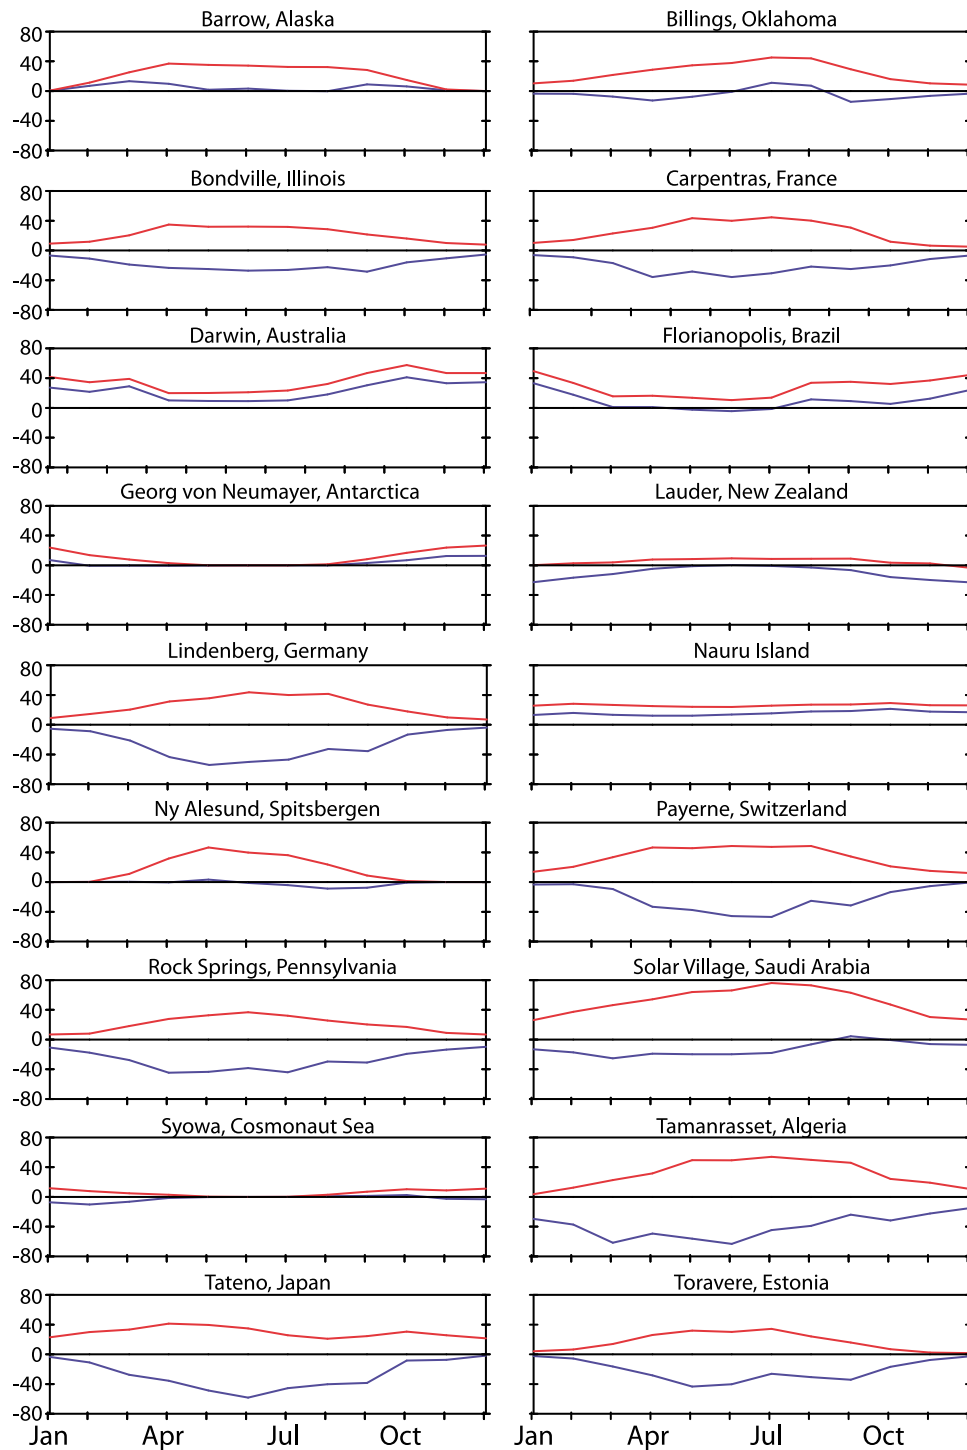 Barrow, Alaska
Billings, Oklahoma
80
40
0
-40
-80
Bondville, Illinois
Carpentras, France
80
40
0
-40
-80
Darwin, Australia
Florianopolis, Brazil
80
40
0
-40
-80
Georg von Neumayer, Antarctica
Lauder, New Zealand
80
40
0
-40
-80
Lindenberg, Germany
Nauru Island
80
40
0
-40
-80
Ny Alesund, Spitsbergen
Payerne, Switzerland
80
40
0
-40
-80
Rock Springs, Pennsylvania
Solar Village, Saudi Arabia
80
40
0
-40
-80
Syowa, Cosmonaut Sea
Tamanrasset, Algeria
80
40
0
-40
-80
Tateno, Japan
Toravere, Estonia
80
40
0
-40
-80
Jan Apr Jul Oct Jan Apr Jul Oct